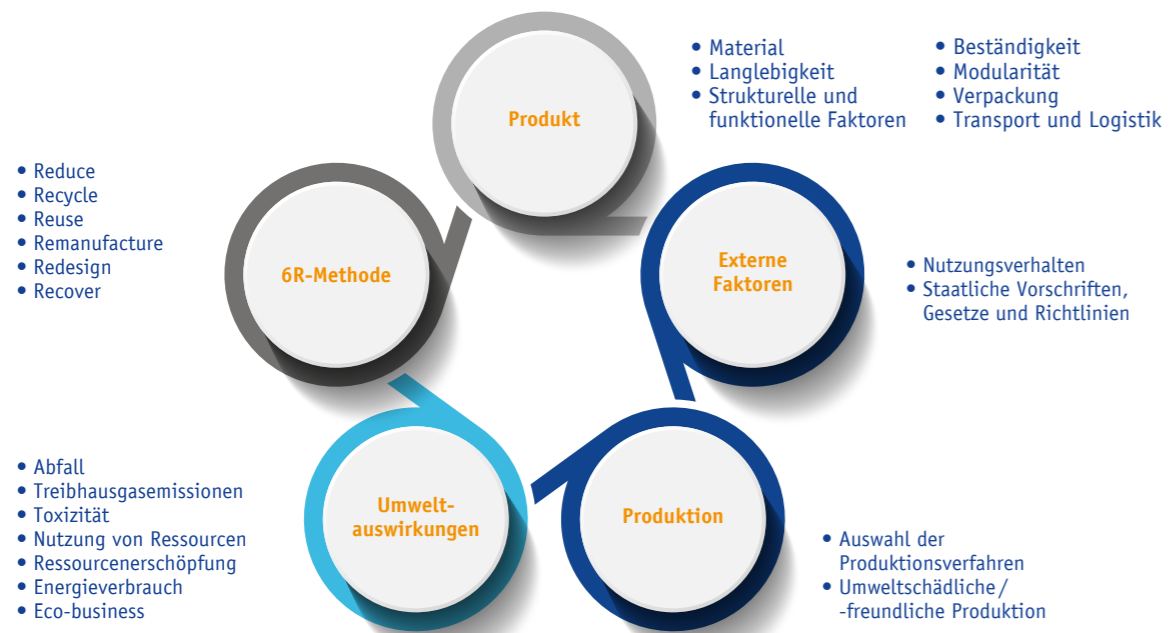 Produkt
• Material
• Langlebigkeit
• Strukturelle und
funktionelle Faktoren
• Beständigkeit
• Modularität
• Verpackung
• Transport und Logistik
Externe
Faktoren
• Nutzungsverhalten
• Staatliche Vorschriften,
Gesetze und Richtlinien
Produktion
• Auswahl der
Produktionsverfahren
• Umweltschädliche/
-freundliche Produktion
Umwelt-
auswirkungen
• Abfall
• Treibhausgasemissionen
• Toxizität
• Nutzung von Ressourcen
• Ressourcenerschöpfung
• Energieverbrauch
• Eco-business
6R-Methode
• Reduce
• Recycle
• Reuse
• Remanufacture
• Redesign
• Recover